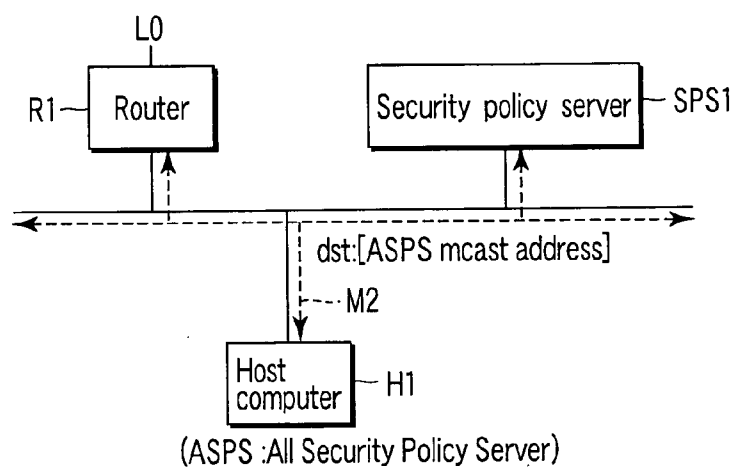 L0
R1
Router
Security policy server
SPS1
dst:[ASPS mcast address]
M2
Host
computer
H1
(ASPS :All Security Policy Server)